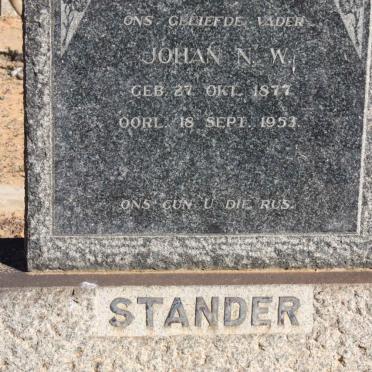 ONS GELIEFDE VADER
JOHAN N. W.
GEB. 27. OKT. 1877
OORL. 18 SEPT. 1953.
ONS GUN U DIE RUS.
STANDER